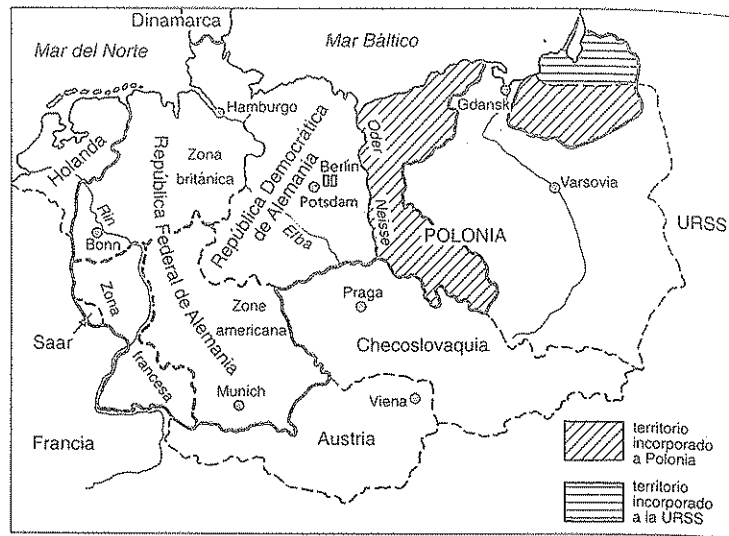 Dinamarca
Mar del Norte
Mar Bàltico
Hamburgo
Gdansk
Holanda
República Federal de Alemania
Zona
británica
República Democrática
de Alemania
Berlin
Potsdam
Oder
Neisse
Varsovia
URSS
Rin
Bonn
Elba
POLONIA
Zona
francesa
Saar
Zone
americana
Praga
Checoslovaquia
Munich
Viena
Francia
Austria
territorio
incorporado
a Polonia
territorio
incorporado
a la URSS